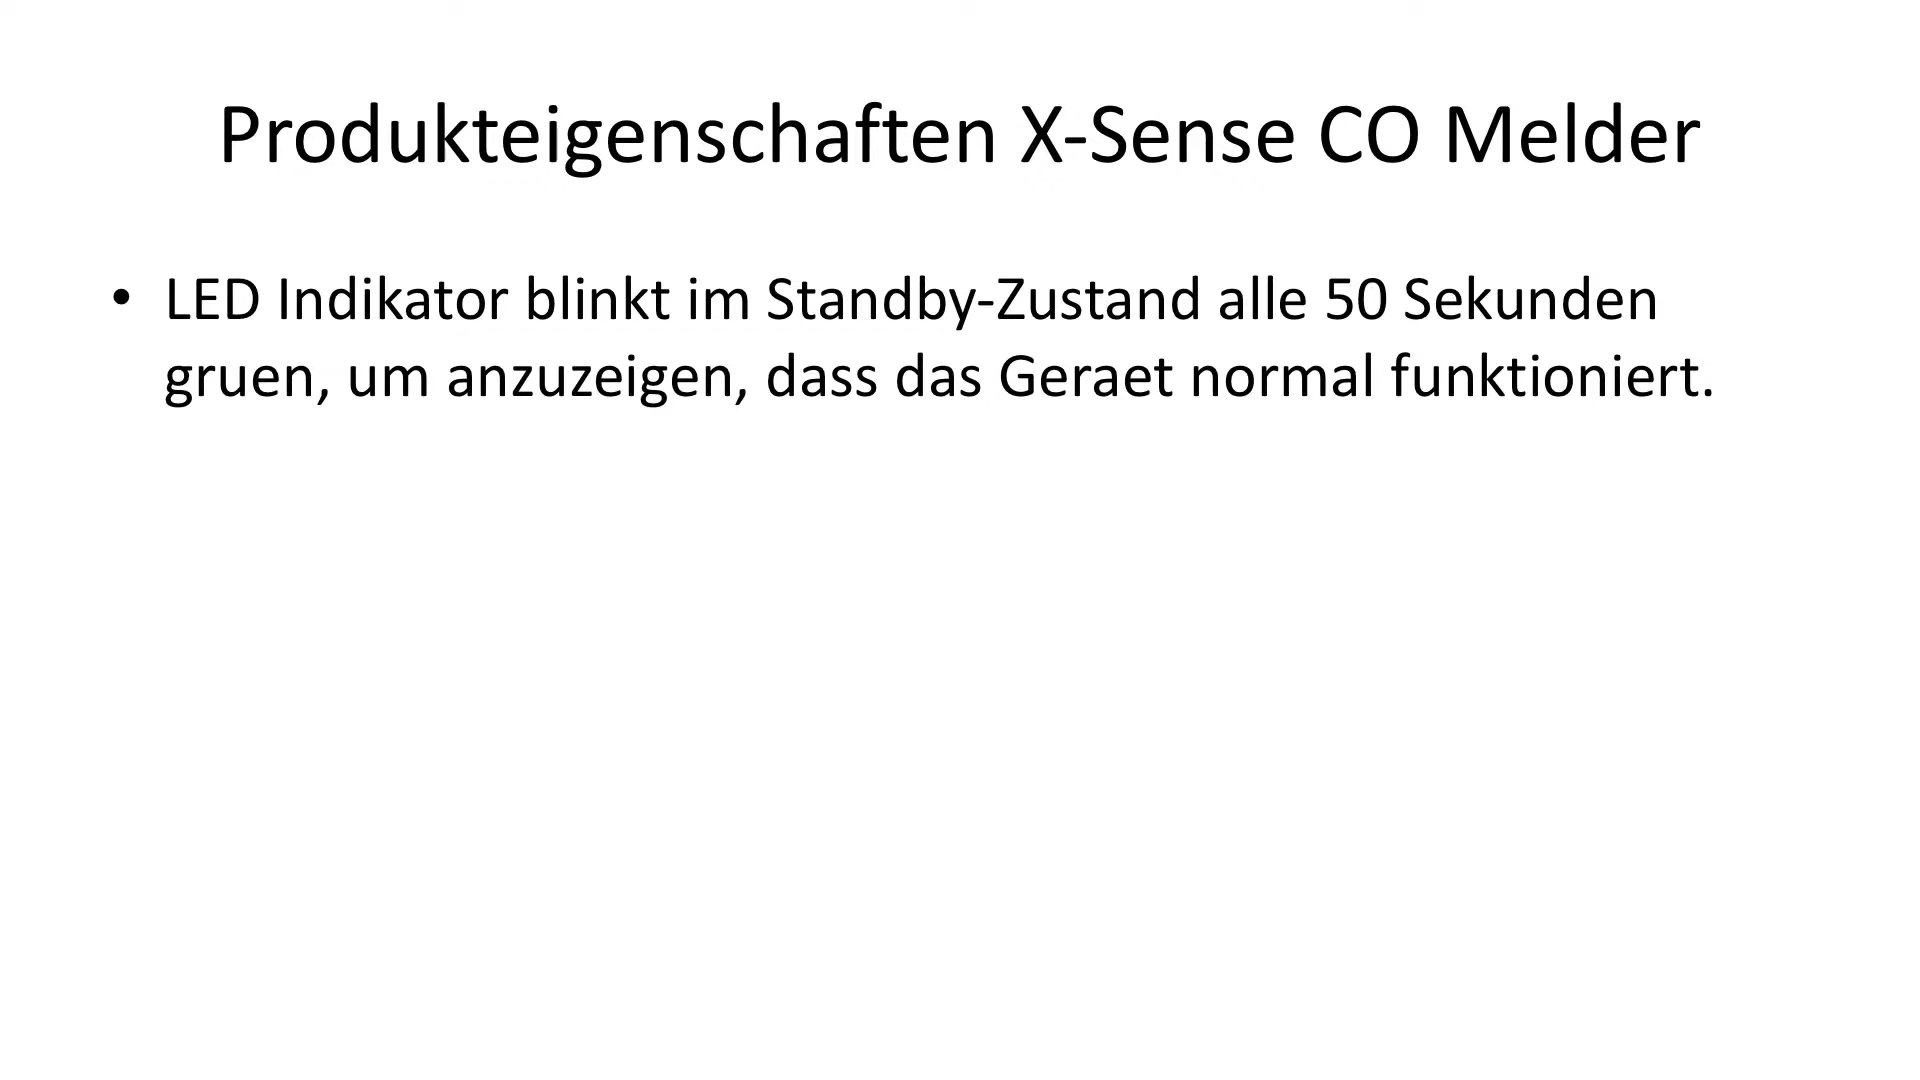 Produkteigenschaften X-Sense CO Melder
• LED Indikator blinkt im Standby-Zustand alle 50 Sekunden
gruen, um anzuzeigen, dass das Geraet normal funktioniert.